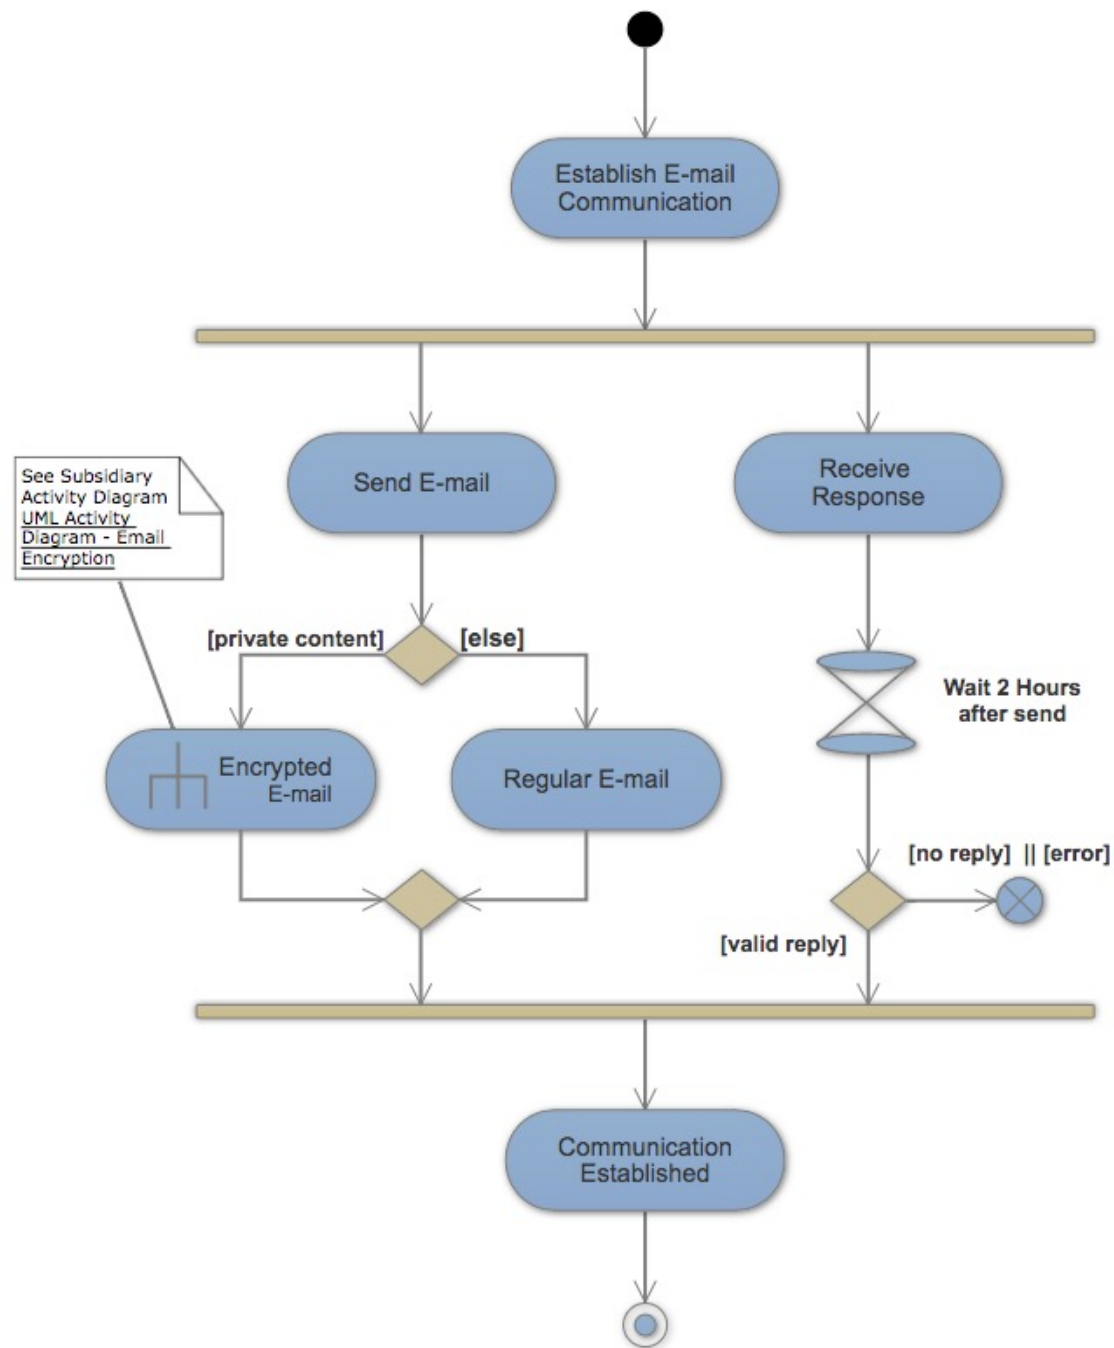 Establish E-mail
Communication
Send E-mail
Receive
Response
See Subsidiary
Activity Diagram
UML Activity
Diagram - Email
Encryption
[private content]
[else]
Wait 2 Hours
after send
Encrypted
E-mail
Regular E-mail
[no reply] || [error]
[valid reply]
Communication
Established